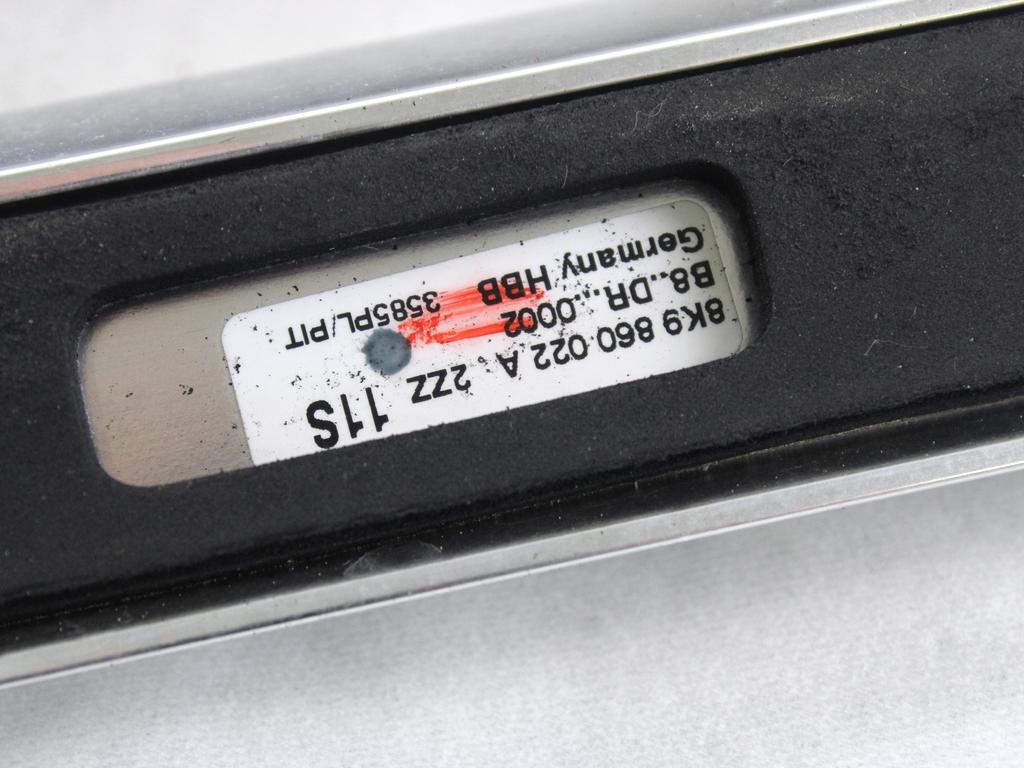 8K9 860 022 A 2ZZ 11S
B8..DR..0002
Germany HBB 3585PL/PIT